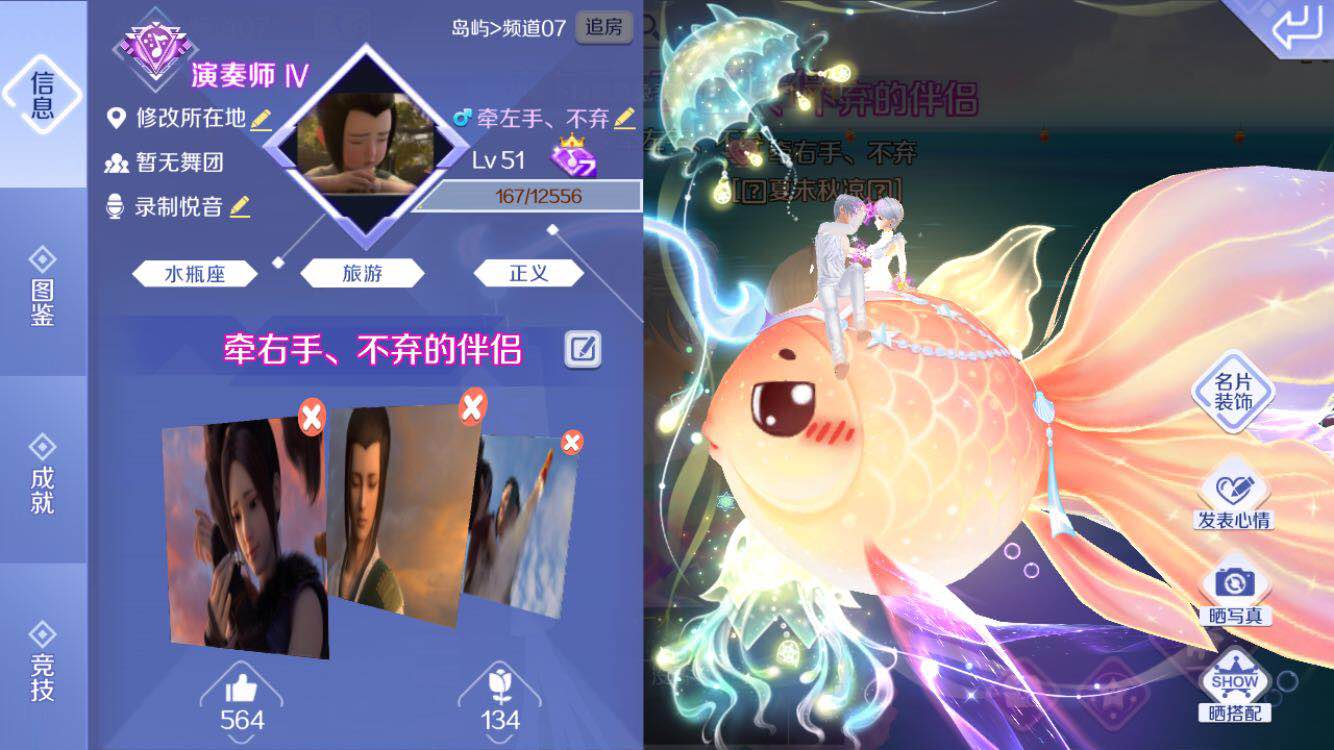 信息
图鉴
成就
竞技
演奏师 Ⅳ
岛屿>频道07
追房
修改所在地
暂无舞团
录制悦音
牵左手、不弃
Lv 51
7
167/12556
水瓶座
旅游
正义
牵右手、不弃的伴侣
564
134
、不弃的伴侣
牵右手、不弃
夏末秋凉
名片
装饰
发表心情
晒写真
SHOW
晒搭配